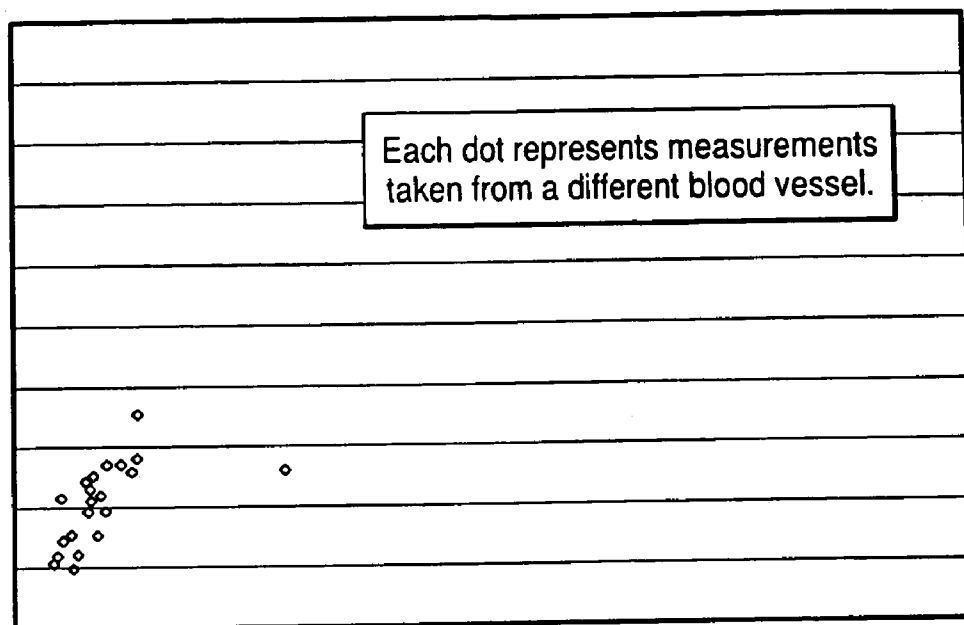 Each dot represents measurements
taken from a different blood vessel.